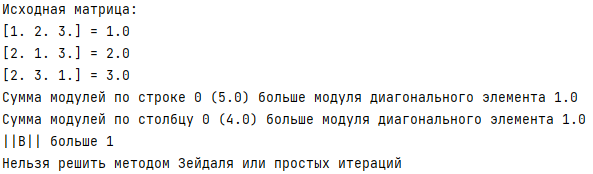 Исходная матрица:
[1. 2. 3.] = 1.0
[2. 1. 3.] = 2.0
[2. 3. 1.] = 3.0
Сумма модулей по строке 0 (5.0) больше модуля диагонального элемента 1.0
Сумма модулей по столбцу 0 (4.0) больше модуля диагонального элемента 1.0
||B|| больше 1
Нельзя решить методом Зейдаля или простых итераций